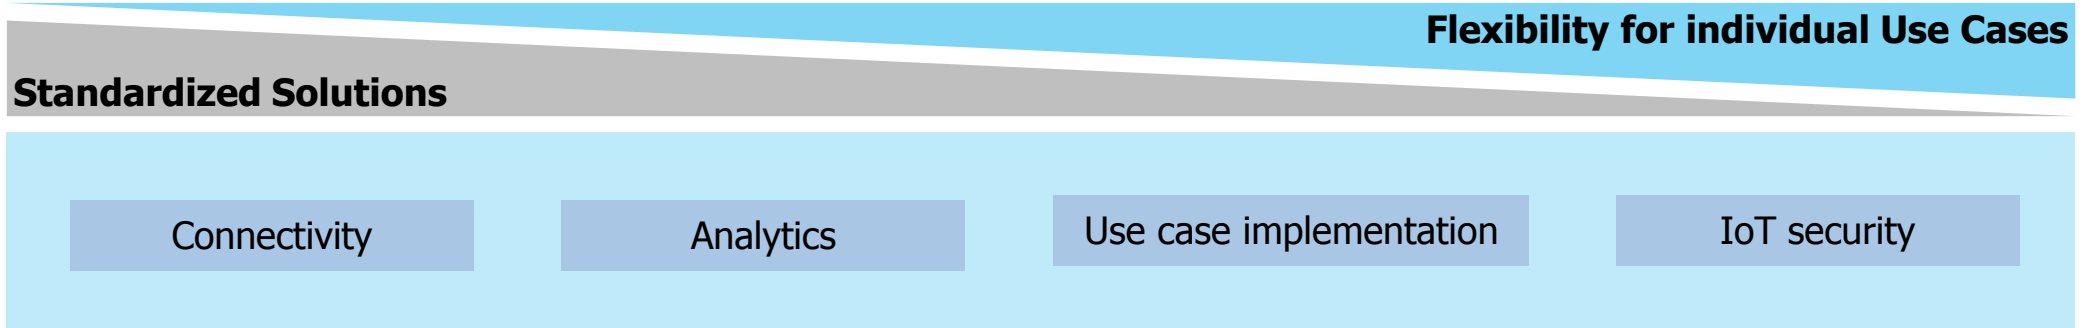 Flexibility for individual Use Cases
Standardized Solutions
Connectivity
Analytics
Use case implementation
IoT security